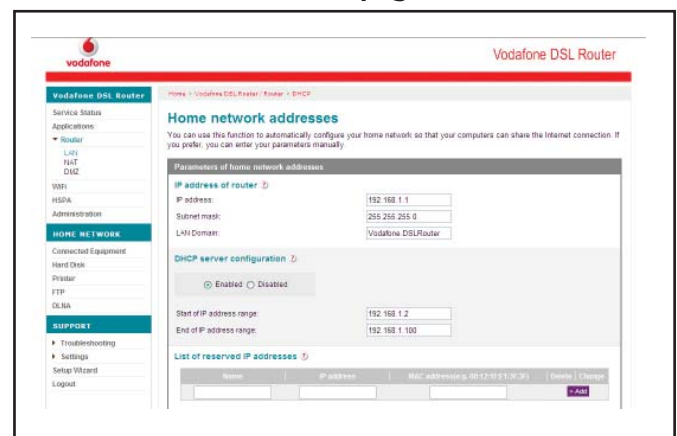 vodafone
Vodafone DSL Router
Vodafone DSL Router
Service Status
Applications
Router
LAN
NAT
DMZ
WiFi
HSPA
Administration
HOME NETWORK
Connected Equipment
Hard Disk
Printer
FTP
DLNA
SUPPORT
Troubleshooting
Settings
Setup Wizard
Logout
Home > Vodafone DSL Router / Router > DHCP
Home network addresses
You can use this function to automatically configure your home network so that your computers can share the Internet connection. If
you prefer, you can enter your parameters manually.
Parameters of home network addresses
IP address of router ?
IP address: 192.168.1.1
Subnet mask: 255.255.255.0
LAN Domain: Vodafone.DSLRouter
DHCP server configuration ?
Enabled Disabled
Start of IP address range: 192.168.1.2
End of IP address range: 192.168.1.100
List of reserved IP addresses ?
Name IP address MAC address(e.g. Delete Change
+ Add